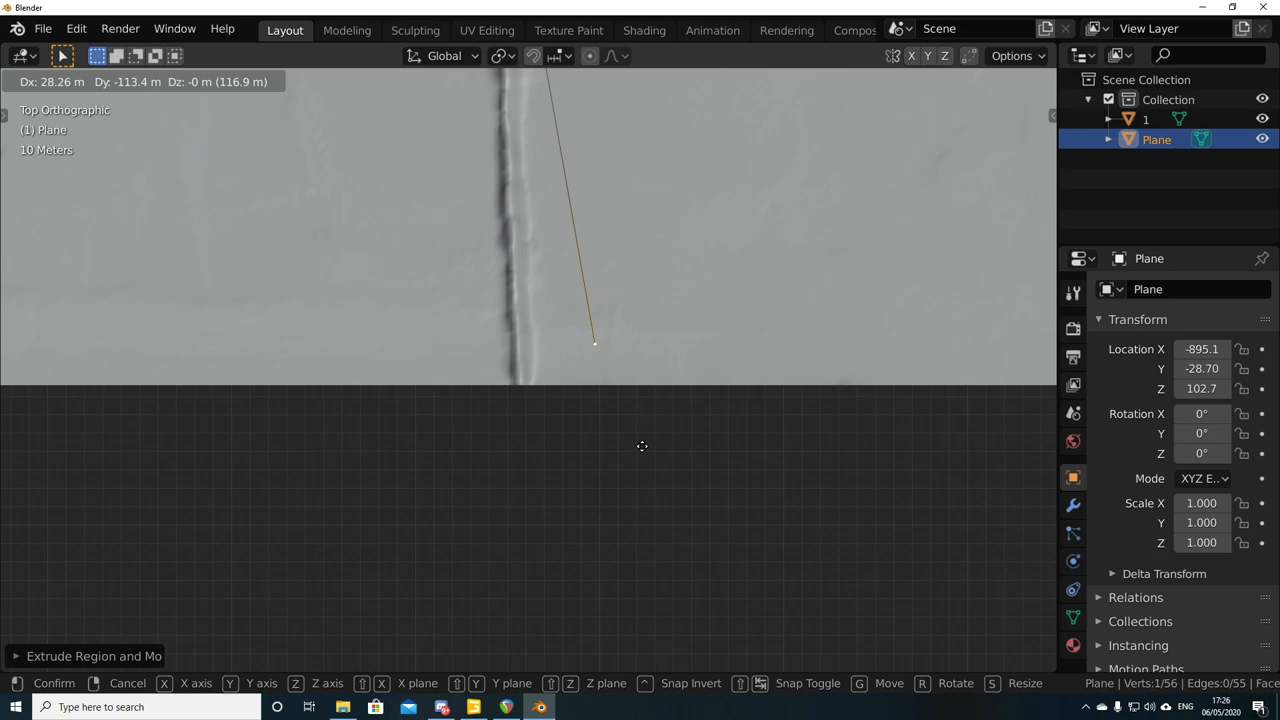 Blender
File Edit Render Window Help Layout Modeling Sculpting UV Editing Texture Paint Shading Animation Rendering Compos Scene View Layer
Global X Y Z Options
Dx: 28.26 m Dy: -113.4 m Dz: -0 m (116.9 m)
Top Orthographic
(1) Plane
10 Meters
Scene Collection
Collection
1
Plane
Plane
Plane
Transform
Location X -895.1
Y -28.70
Z 102.7
Rotation X 0°
Y 0°
Z 0°
Mode XYZ E..
Scale X 1.000
Y 1.000
Z 1.000
Delta Transform
Relations
Collections
Instancing
Motion Paths
Extrude Region and Mo
Confirm Cancel X X axis Y Y axis Z Z axis X X plane Y Y plane Z Z plane Snap Invert Snap Toggle G Move R Rotate S Resize Plane | Verts:1/56 | Edges:0/55 | Face
Type here to search ENG 17:26
06/05/2020